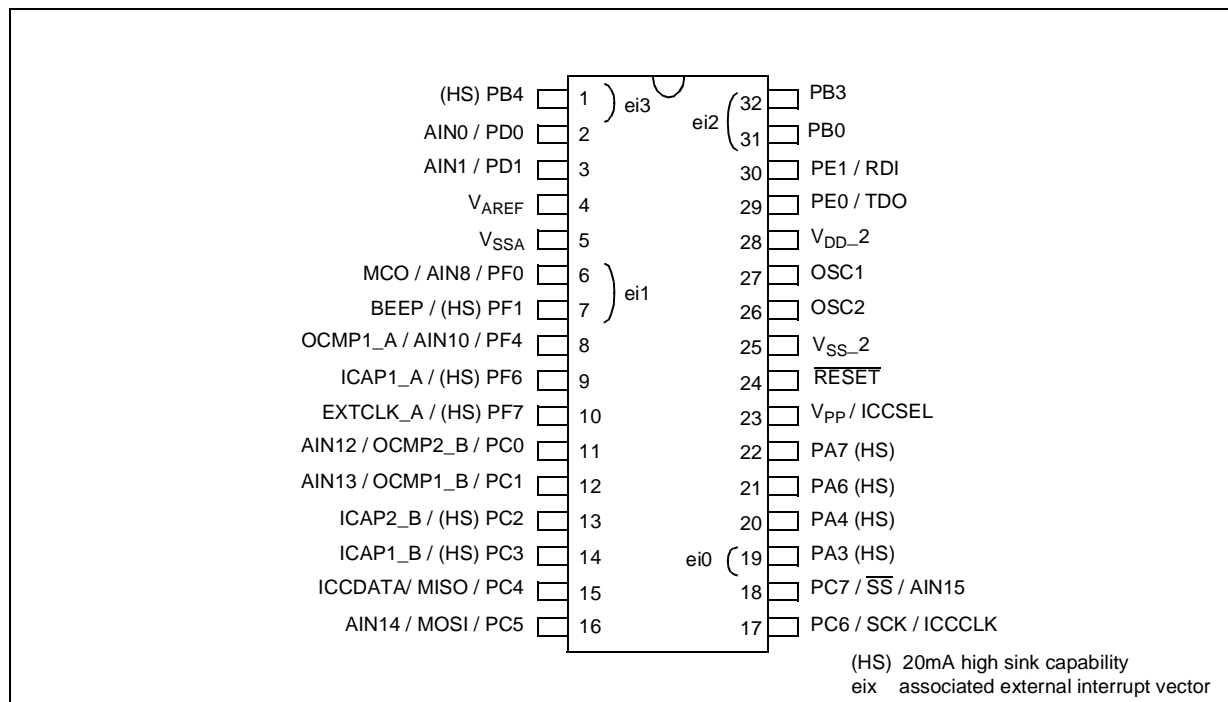 (HS) PB4 1 ei3 ei2 32 PB3
AIN0 / PD0 2 31 PB0
AIN1 / PD1 3 30 PE1 / RDI
VAREF 4 29 PE0 / TDO
VSSA 5 28 VDD_2
MCO / AIN8 / PF0 6 ei1 27 OSC1
BEEP / (HS) PF1 7 26 OSC2
OCMP1_A / AIN10 / PF4 8 25 VSS_2
ICAP1_A / (HS) PF6 9 24 RESET
EXTCLK_A / (HS) PF7 10 23 VPP / ICCSEL
AIN12 / OCMP2_B / PC0 11 22 PA7 (HS)
AIN13 / OCMP1_B / PC1 12 21 PA6 (HS)
ICAP2_B / (HS) PC2 13 20 PA4 (HS)
ICAP1_B / (HS) PC3 14 ei0 19 PA3 (HS)
ICCDATA/ MISO / PC4 15 18 PC7 / SS / AIN15
AIN14 / MOSI / PC5 16 17 PC6 / SCK / ICCCLK
(HS) 20mA high sink capability
eix associated external interrupt vector